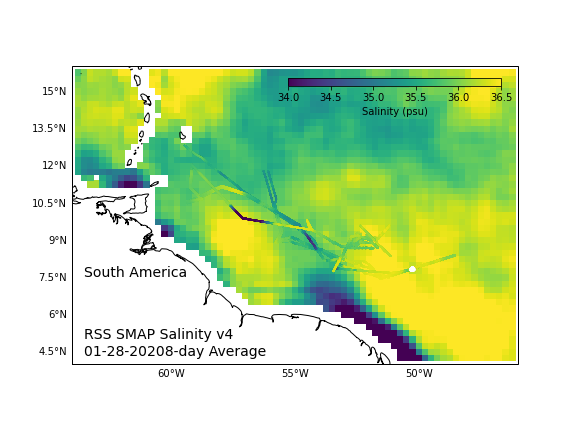 15°N
34.0 34.5 35.0 35.5 36.0 36.5
Salinity (psu)
13.5°N
12°N
10.5°N
9°N
7.5°N
South America
6°N
RSS SMAP Salinity v4
4.5°N
01-28-20208-day Average
60°W 55°W 50°W